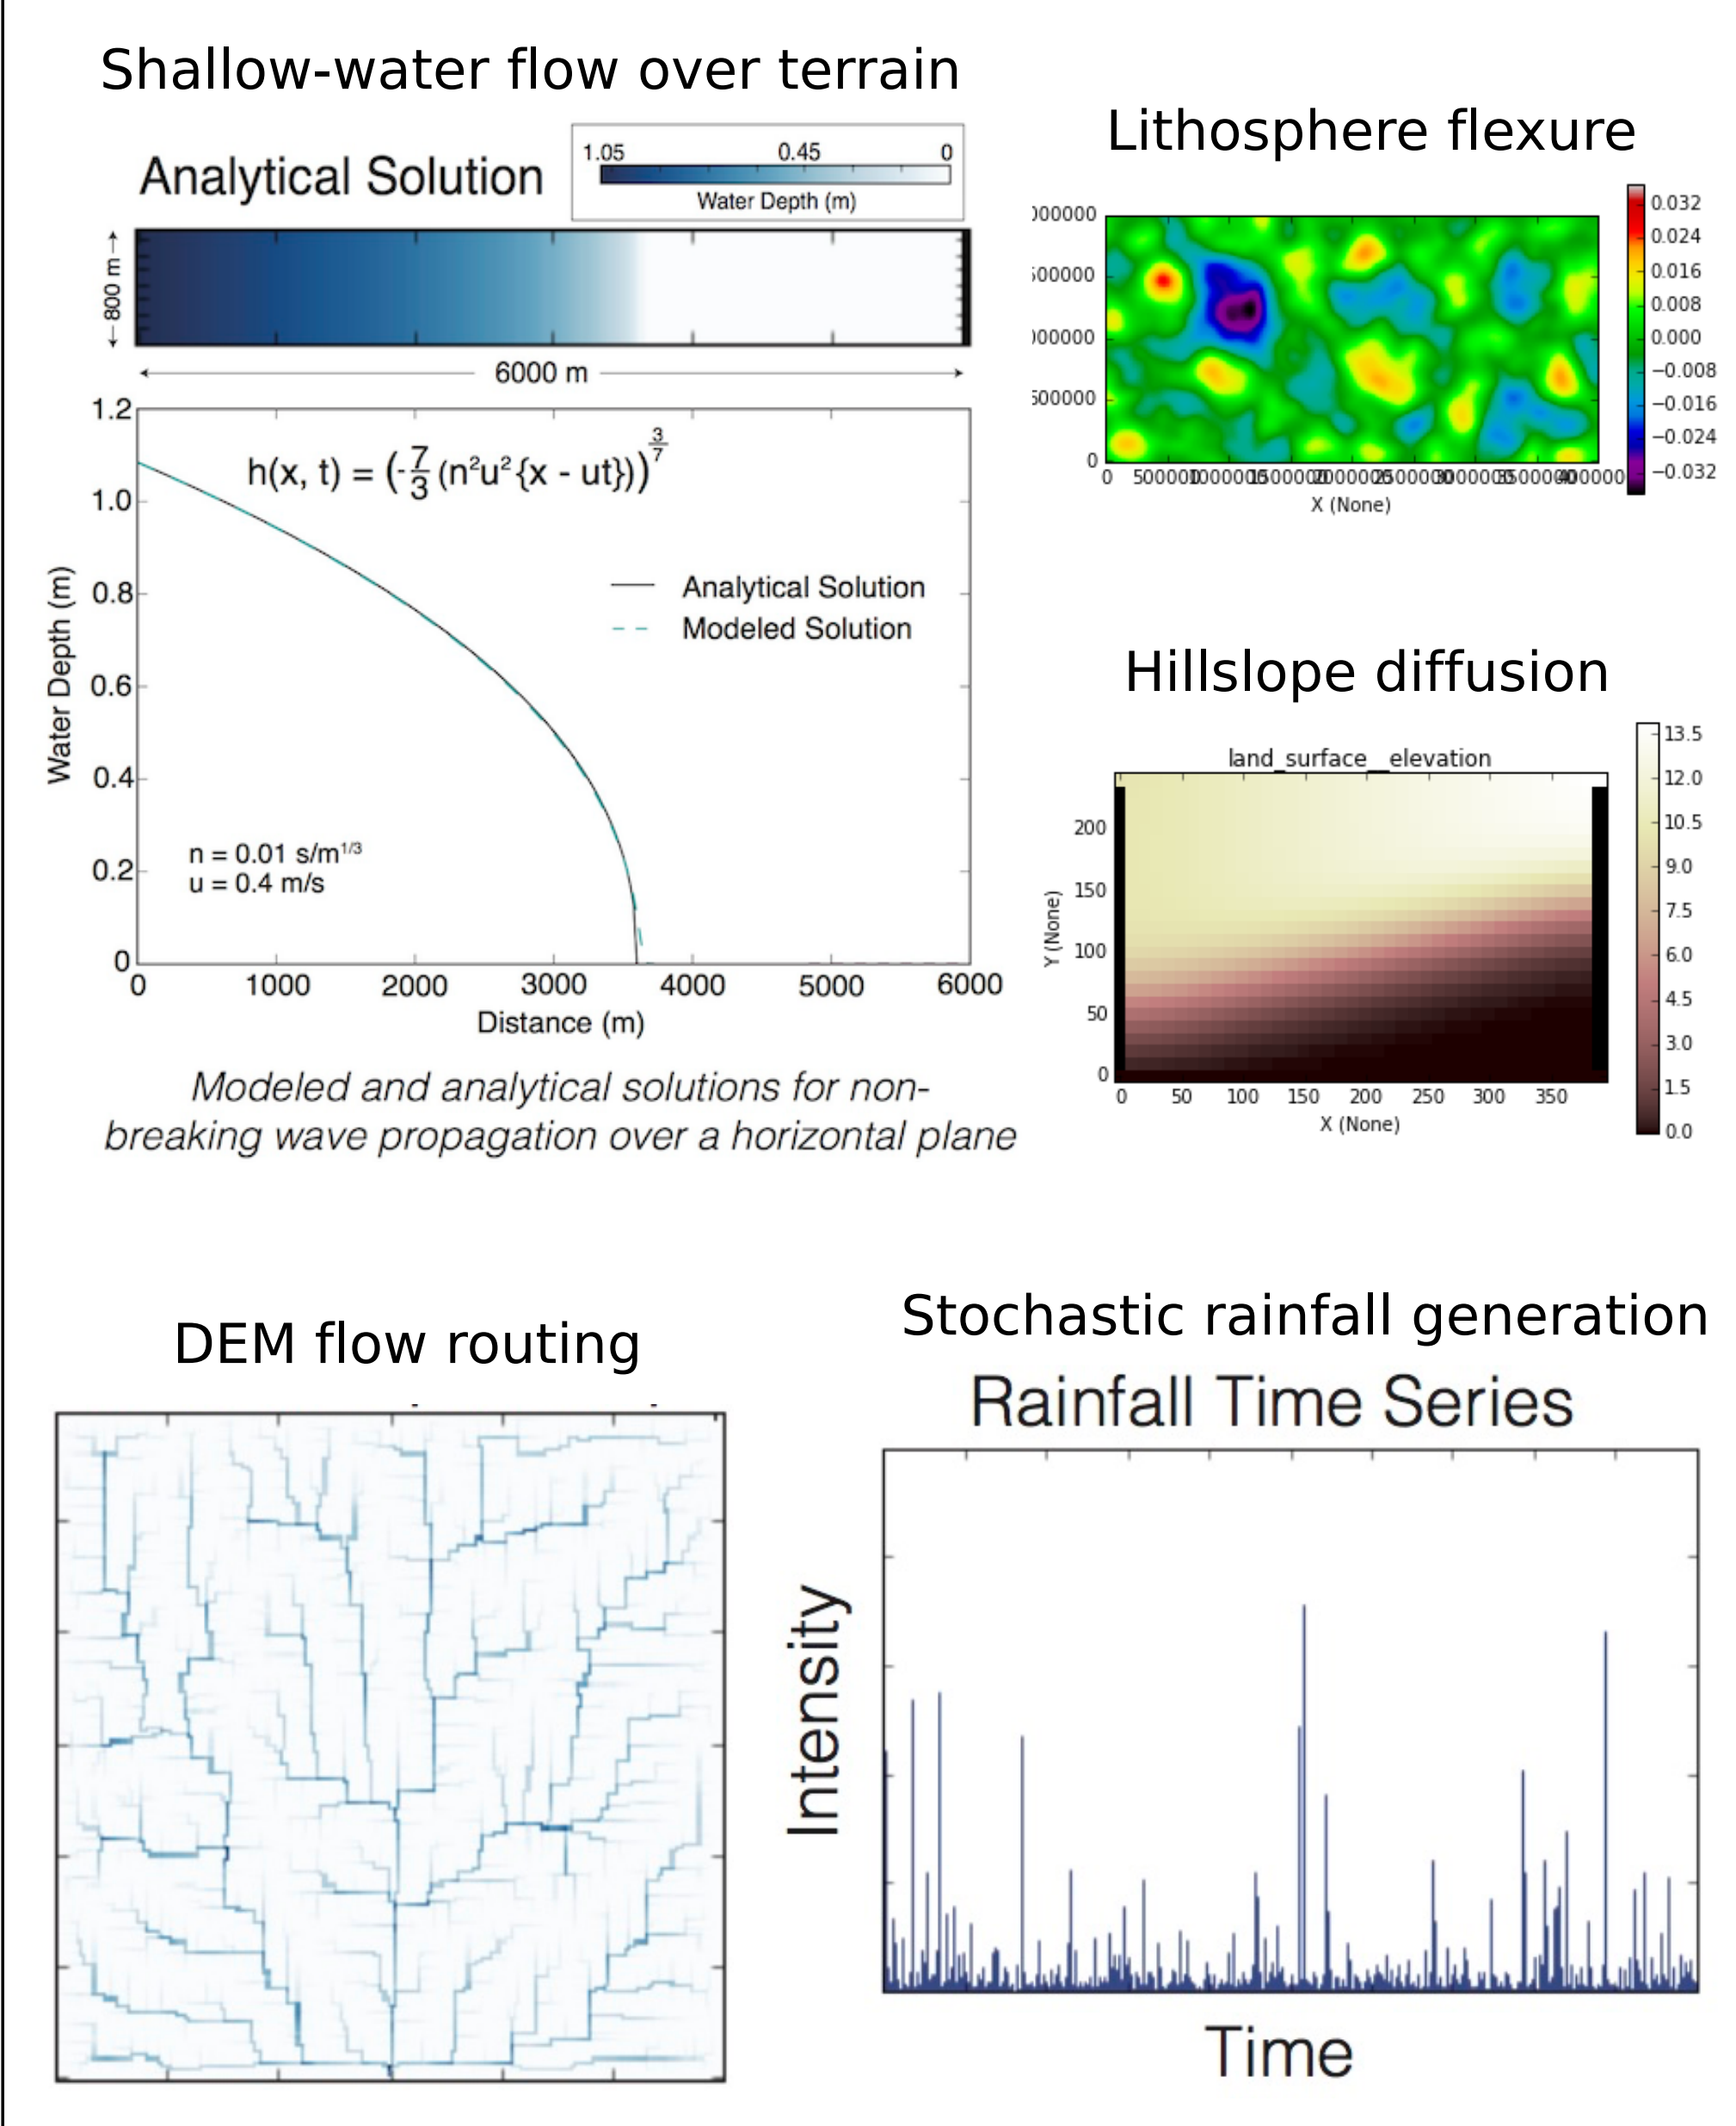 Shallow-water flow over terrain
Analytical Solution
1.05 0.45 0
Water Depth (m)
800 m
6000 m
1.2
1.0
0.8
0.6
0.4
0.2
0
Water Depth (m)
h(x, t) = (-7/3 (n²u²{x - ut}))^3/7
Analytical Solution
Modeled Solution
n = 0.01 s/m^1/3
u = 0.4 m/s
0 1000 2000 3000 4000 5000 6000
Distance (m)
Modeled and analytical solutions for non-
breaking wave propagation over a horizontal plane
Lithosphere flexure
0
X (None)
0.032
0.024
0.016
0.008
0.000
−0.008
−0.016
−0.024
−0.032
Hillslope diffusion
land_surface__elevation
200
150
100
50
0
Y (None)
0 50 100 150 200 250 300 350
X (None)
13.5
12.0
10.5
9.0
7.5
6.0
4.5
3.0
1.5
0.0
DEM flow routing
Stochastic rainfall generation
Rainfall Time Series
Intensity
Time